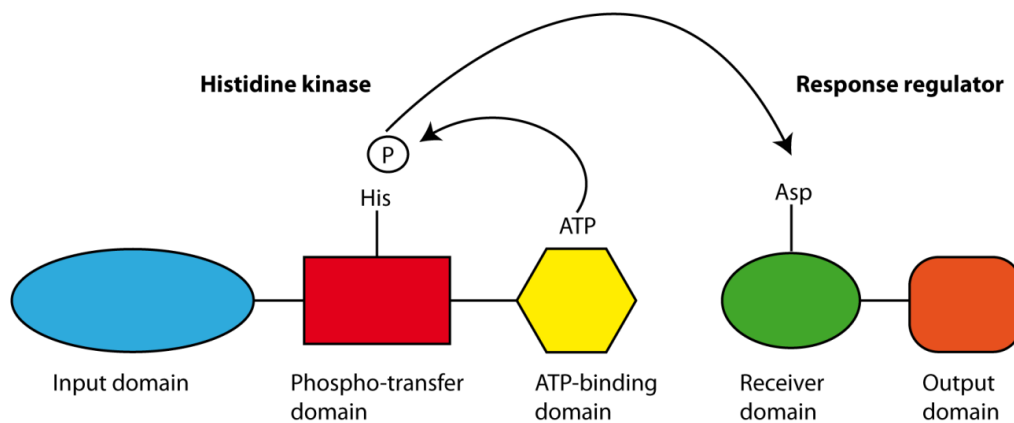 Histidine kinase
Response regulator
P
His
ATP
Asp
Input domain
Phospho-transfer
domain
ATP-binding
domain
Receiver
domain
Output
domain